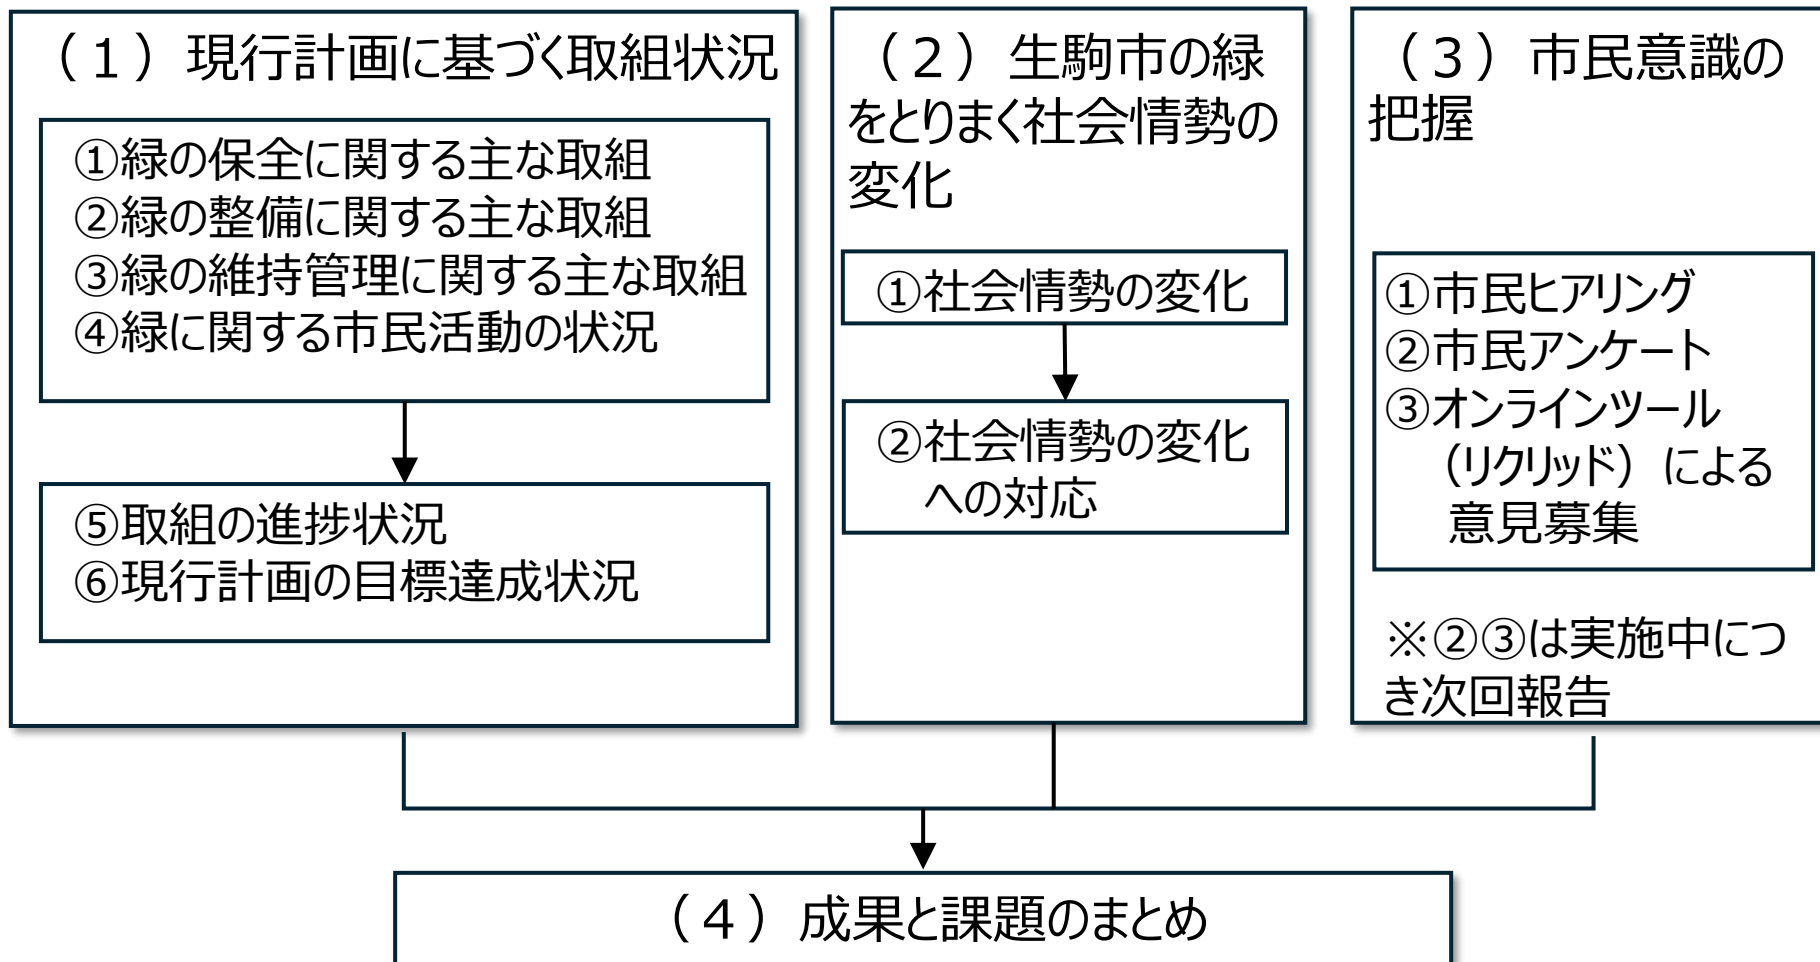 （１）現行計画に基づく取組状況
①緑の保全に関する主な取組
②緑の整備に関する主な取組
③緑の維持管理に関する主な取組
④緑に関する市民活動の状況
⑤取組の進捗状況
⑥現行計画の目標達成状況
（２）生駒市の緑
をとりまく社会情勢の
変化
①社会情勢の変化
②社会情勢の変化
への対応
（３）市民意識の
把握
①市民ヒアリング
②市民アンケート
③オンラインツール
（リクリッド）による
意見募集
※②③は実施中につ
き次回報告
（４）成果と課題のまとめ